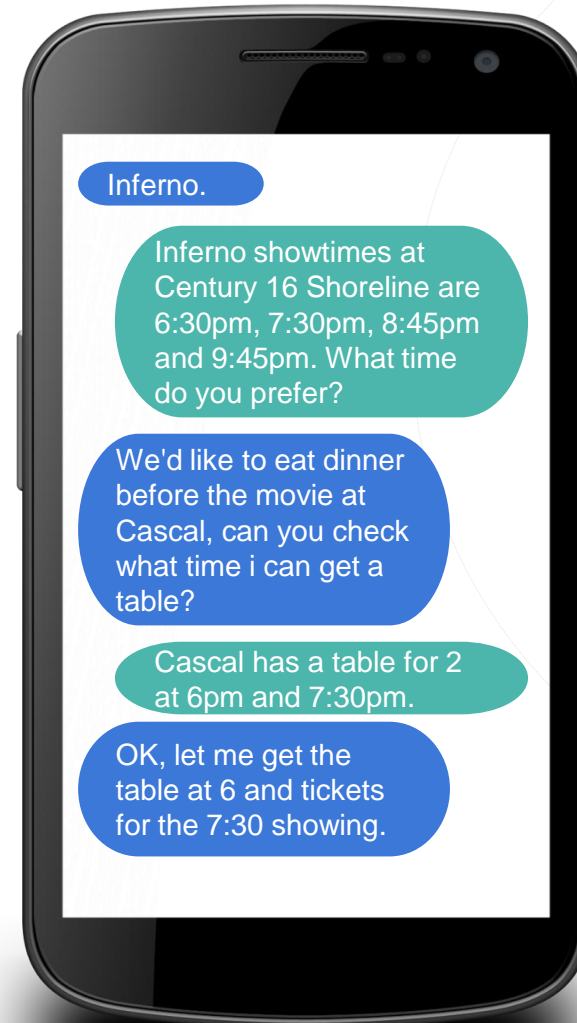 Inferno.
Inferno showtimes at
Century 16 Shoreline are
6:30pm, 7:30pm, 8:45pm
and 9:45pm. What time
do you prefer?
We'd like to eat dinner
before the movie at
Cascal, can you check
what time i can get a
table?
Cascal has a table for 2
at 6pm and 7:30pm.
OK, let me get the
table at 6 and tickets
for the 7:30 showing.